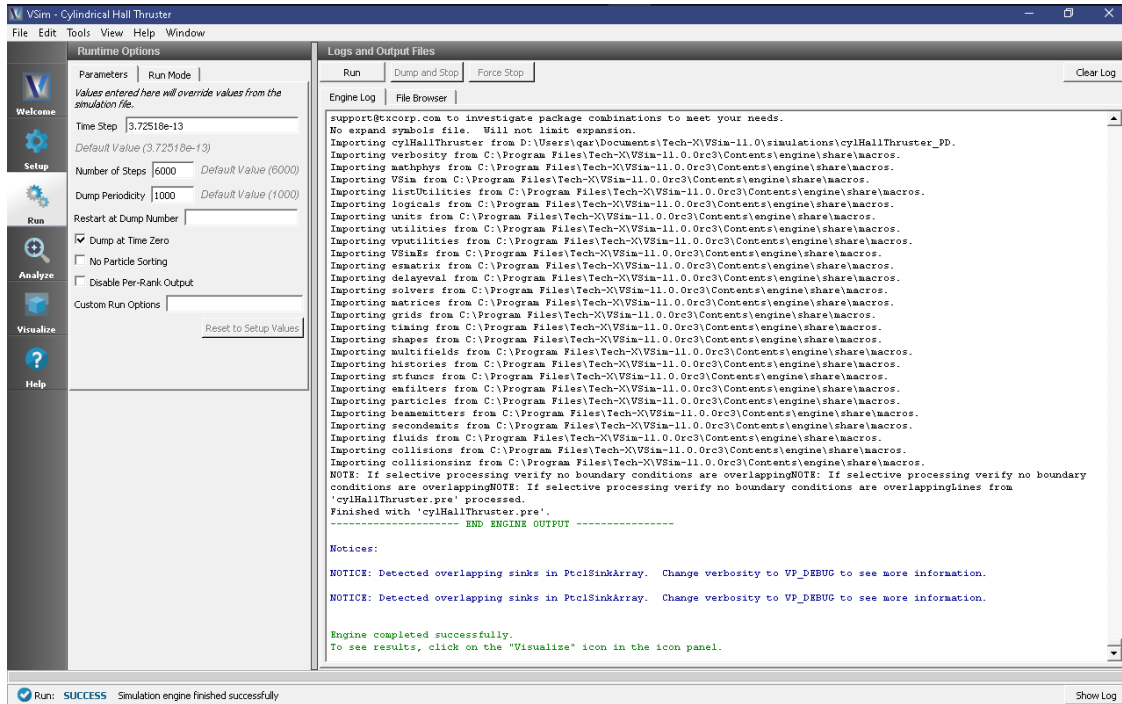 VSim - Cylindrical Hall Thruster
File Edit Tools View Help Window
Welcome
Setup
Run
Analyze
Visualize
Help
Runtime Options
Parameters Run Mode
Values entered here will override values from the
simulation file.
Time Step 3.72518e-13
Default Value (3.72518e-13)
Number of Steps 6000 Default Value (6000)
Dump Periodicity 1000 Default Value (1000)
Restart at Dump Number
Dump at Time Zero
No Particle Sorting
Disable Per-Rank Output
Custom Run Options
Reset to Setup Values
Logs and Output Files
Run Dump and Stop Force Stop Clear Log
Engine Log File Browser
support@txcorp.com to investigate package combinations to meet your needs.
No expand symbols file.  Will not limit expansion.
Importing cylHallThruster from D:\Users\qar\Documents\Tech-X\VSim-11.0\simulations\cylHallThruster_PD.
Importing verbosity from C:\Program Files\Tech-X\VSim-11.0.0rc3\Contents\engine\share\macros.
Importing mathphys from C:\Program Files\Tech-X\VSim-11.0.0rc3\Contents\engine\share\macros.
Importing VSim from C:\Program Files\Tech-X\VSim-11.0.0rc3\Contents\engine\share\macros.
Importing listUtilities from C:\Program Files\Tech-X\VSim-11.0.0rc3\Contents\engine\share\macros.
Importing logicals from C:\Program Files\Tech-X\VSim-11.0.0rc3\Contents\engine\share\macros.
Importing units from C:\Program Files\Tech-X\VSim-11.0.0rc3\Contents\engine\share\macros.
Importing utilities from C:\Program Files\Tech-X\VSim-11.0.0rc3\Contents\engine\share\macros.
Importing vputilities from C:\Program Files\Tech-X\VSim-11.0.0rc3\Contents\engine\share\macros.
Importing VSimEs from C:\Program Files\Tech-X\VSim-11.0.0rc3\Contents\engine\share\macros.
Importing esmatrix from C:\Program Files\Tech-X\VSim-11.0.0rc3\Contents\engine\share\macros.
Importing delayeval from C:\Program Files\Tech-X\VSim-11.0.0rc3\Contents\engine\share\macros.
Importing solvers from C:\Program Files\Tech-X\VSim-11.0.0rc3\Contents\engine\share\macros.
Importing matrices from C:\Program Files\Tech-X\VSim-11.0.0rc3\Contents\engine\share\macros.
Importing grids from C:\Program Files\Tech-X\VSim-11.0.0rc3\Contents\engine\share\macros.
Importing timing from C:\Program Files\Tech-X\VSim-11.0.0rc3\Contents\engine\share\macros.
Importing shapes from C:\Program Files\Tech-X\VSim-11.0.0rc3\Contents\engine\share\macros.
Importing multifields from C:\Program Files\Tech-X\VSim-11.0.0rc3\Contents\engine\share\macros.
Importing histories from C:\Program Files\Tech-X\VSim-11.0.0rc3\Contents\engine\share\macros.
Importing stfuncs from C:\Program Files\Tech-X\VSim-11.0.0rc3\Contents\engine\share\macros.
Importing emfilters from C:\Program Files\Tech-X\VSim-11.0.0rc3\Contents\engine\share\macros.
Importing particles from C:\Program Files\Tech-X\VSim-11.0.0rc3\Contents\engine\share\macros.
Importing beamemitters from C:\Program Files\Tech-X\VSim-11.0.0rc3\Contents\engine\share\macros.
Importing secondemits from C:\Program Files\Tech-X\VSim-11.0.0rc3\Contents\engine\share\macros.
Importing fluids from C:\Program Files\Tech-X\VSim-11.0.0rc3\Contents\engine\share\macros.
Importing collisions from C:\Program Files\Tech-X\VSim-11.0.0rc3\Contents\engine\share\macros.
Importing collisionsinz from C:\Program Files\Tech-X\VSim-11.0.0rc3\Contents\engine\share\macros.
NOTE: If selective processing verify no boundary conditions are overlappingNOTE: If selective processing verify no boundary
conditions are overlappingNOTE: If selective processing verify no boundary conditions are overlappingLines from
'cylHallThruster.pre' processed.
Finished with 'cylHallThruster.pre'.
--------------------- END ENGINE OUTPUT ----------------
Notices:
NOTICE: Detected overlapping sinks in PtclSinkArray.  Change verbosity to VP_DEBUG to see more information.
NOTICE: Detected overlapping sinks in PtclSinkArray.  Change verbosity to VP_DEBUG to see more information.
Engine completed successfully.
To see results, click on the "Visualize" icon in the icon panel.
Run: SUCCESS Simulation engine finished successfully
Show Log